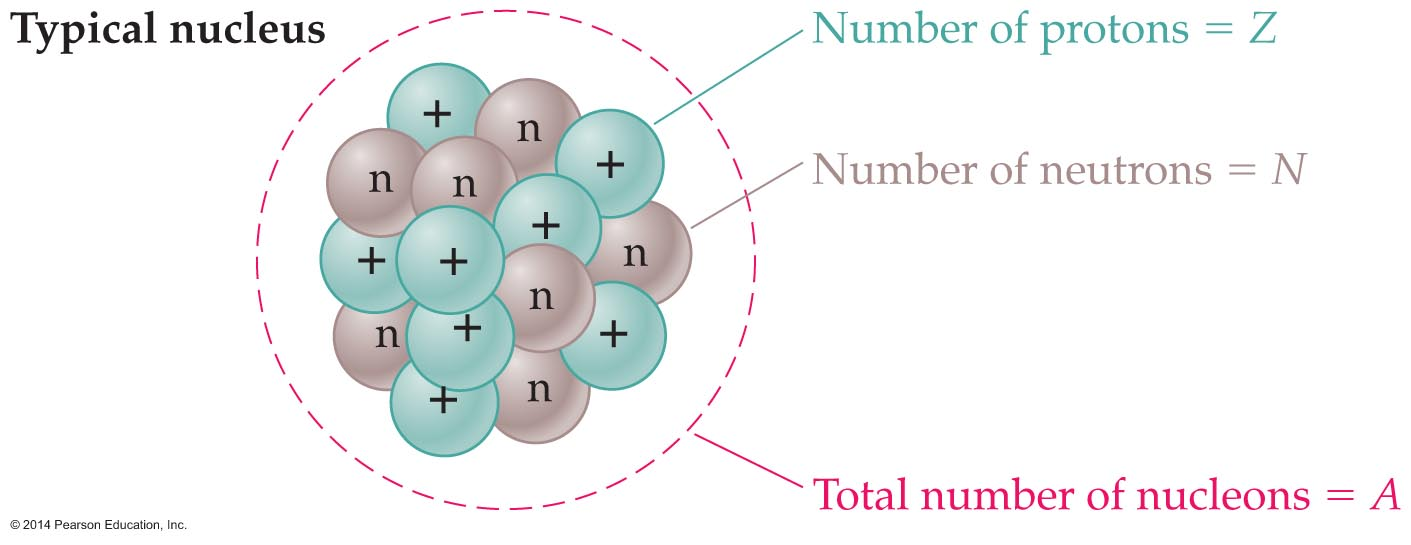 Typical nucleus
Number of protons = Z
+
n
+
n
n
Number of neutrons = N
+
n
+
+
n
n
+
+
+
n
Total number of nucleons = A
© 2014 Pearson Education, Inc.